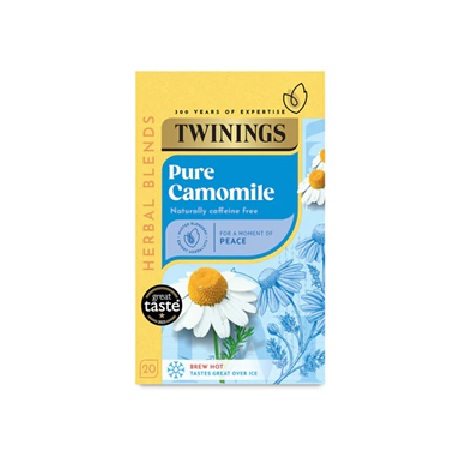 300 YEARS OF EXPERTISE
TWININGS
HERBAL BLENDS
Pure
Camomile
Naturally caffeine free
FOR A MOMENT OF
PEACE
great
taste
20
BREW HOT
TASTES GREAT OVER ICE